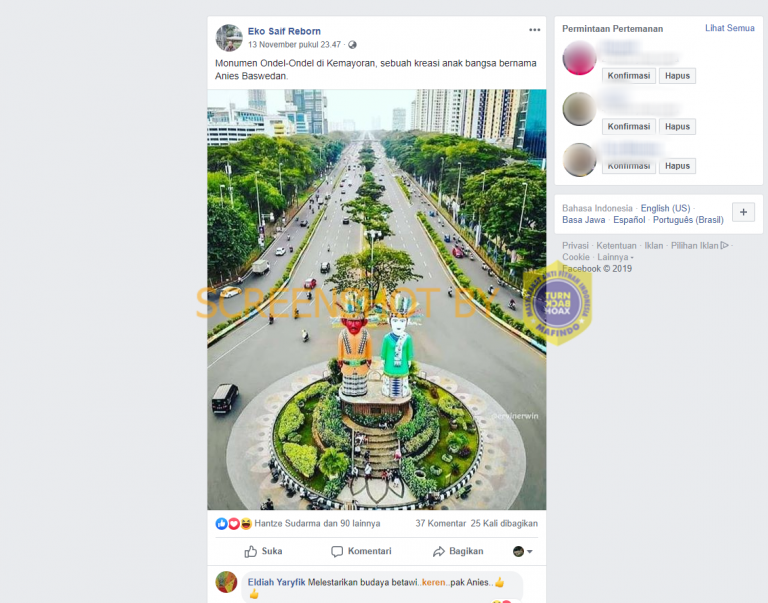 Eko Saif Reborn
13 November pukul 23.47 ·
Monumen Ondel-Ondel di Kemayoran, sebuah kreasi anak bangsa bernama
Anies Baswedan.
SCREENSHOT BY
TURN BACK HOAX
MAFINDO
Hantze Sudarma dan 90 lainnya
37 Komentar 25 Kali dibagikan
Suka
Komentari
Bagikan
Eldiah Yaryfik Melestarikan budaya betawi..keren..pak Anies..👍
👍
Permintaan Pertemanan
Lihat Semua
Konfirmasi Hapus
Konfirmasi Hapus
Konfirmasi Hapus
Bahasa Indonesia · English (US) ·
Basa Jawa · Español · Português (Brasil)
+
Privasi · Ketentuan · Iklan · Pilihan Iklan ·
Cookie · Lainnya
Facebook © 2019